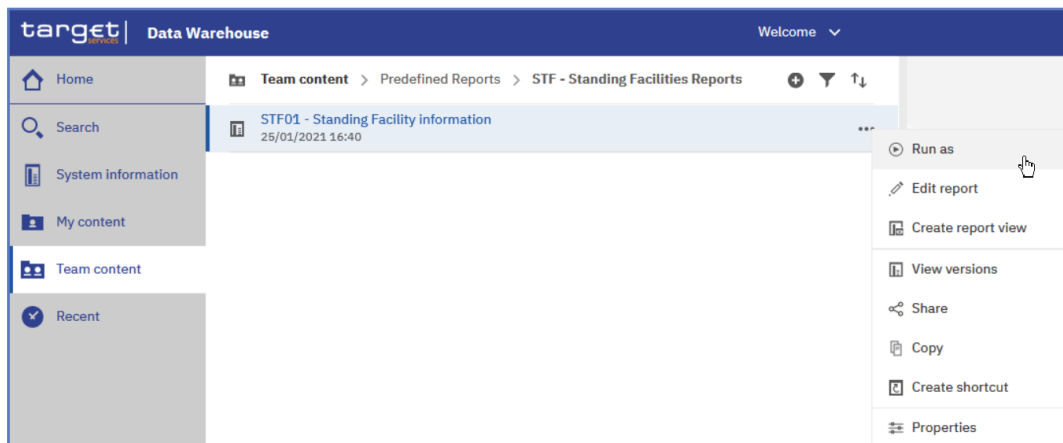 target services Data Warehouse Welcome
Home
Team content > Predefined Reports > STF - Standing Facilities Reports
Search
STF01 - Standing Facility information
25/01/2021 16:40
System information
My content
Team content
Recent
Run as
Edit report
Create report view
View versions
Share
Copy
Create shortcut
Properties